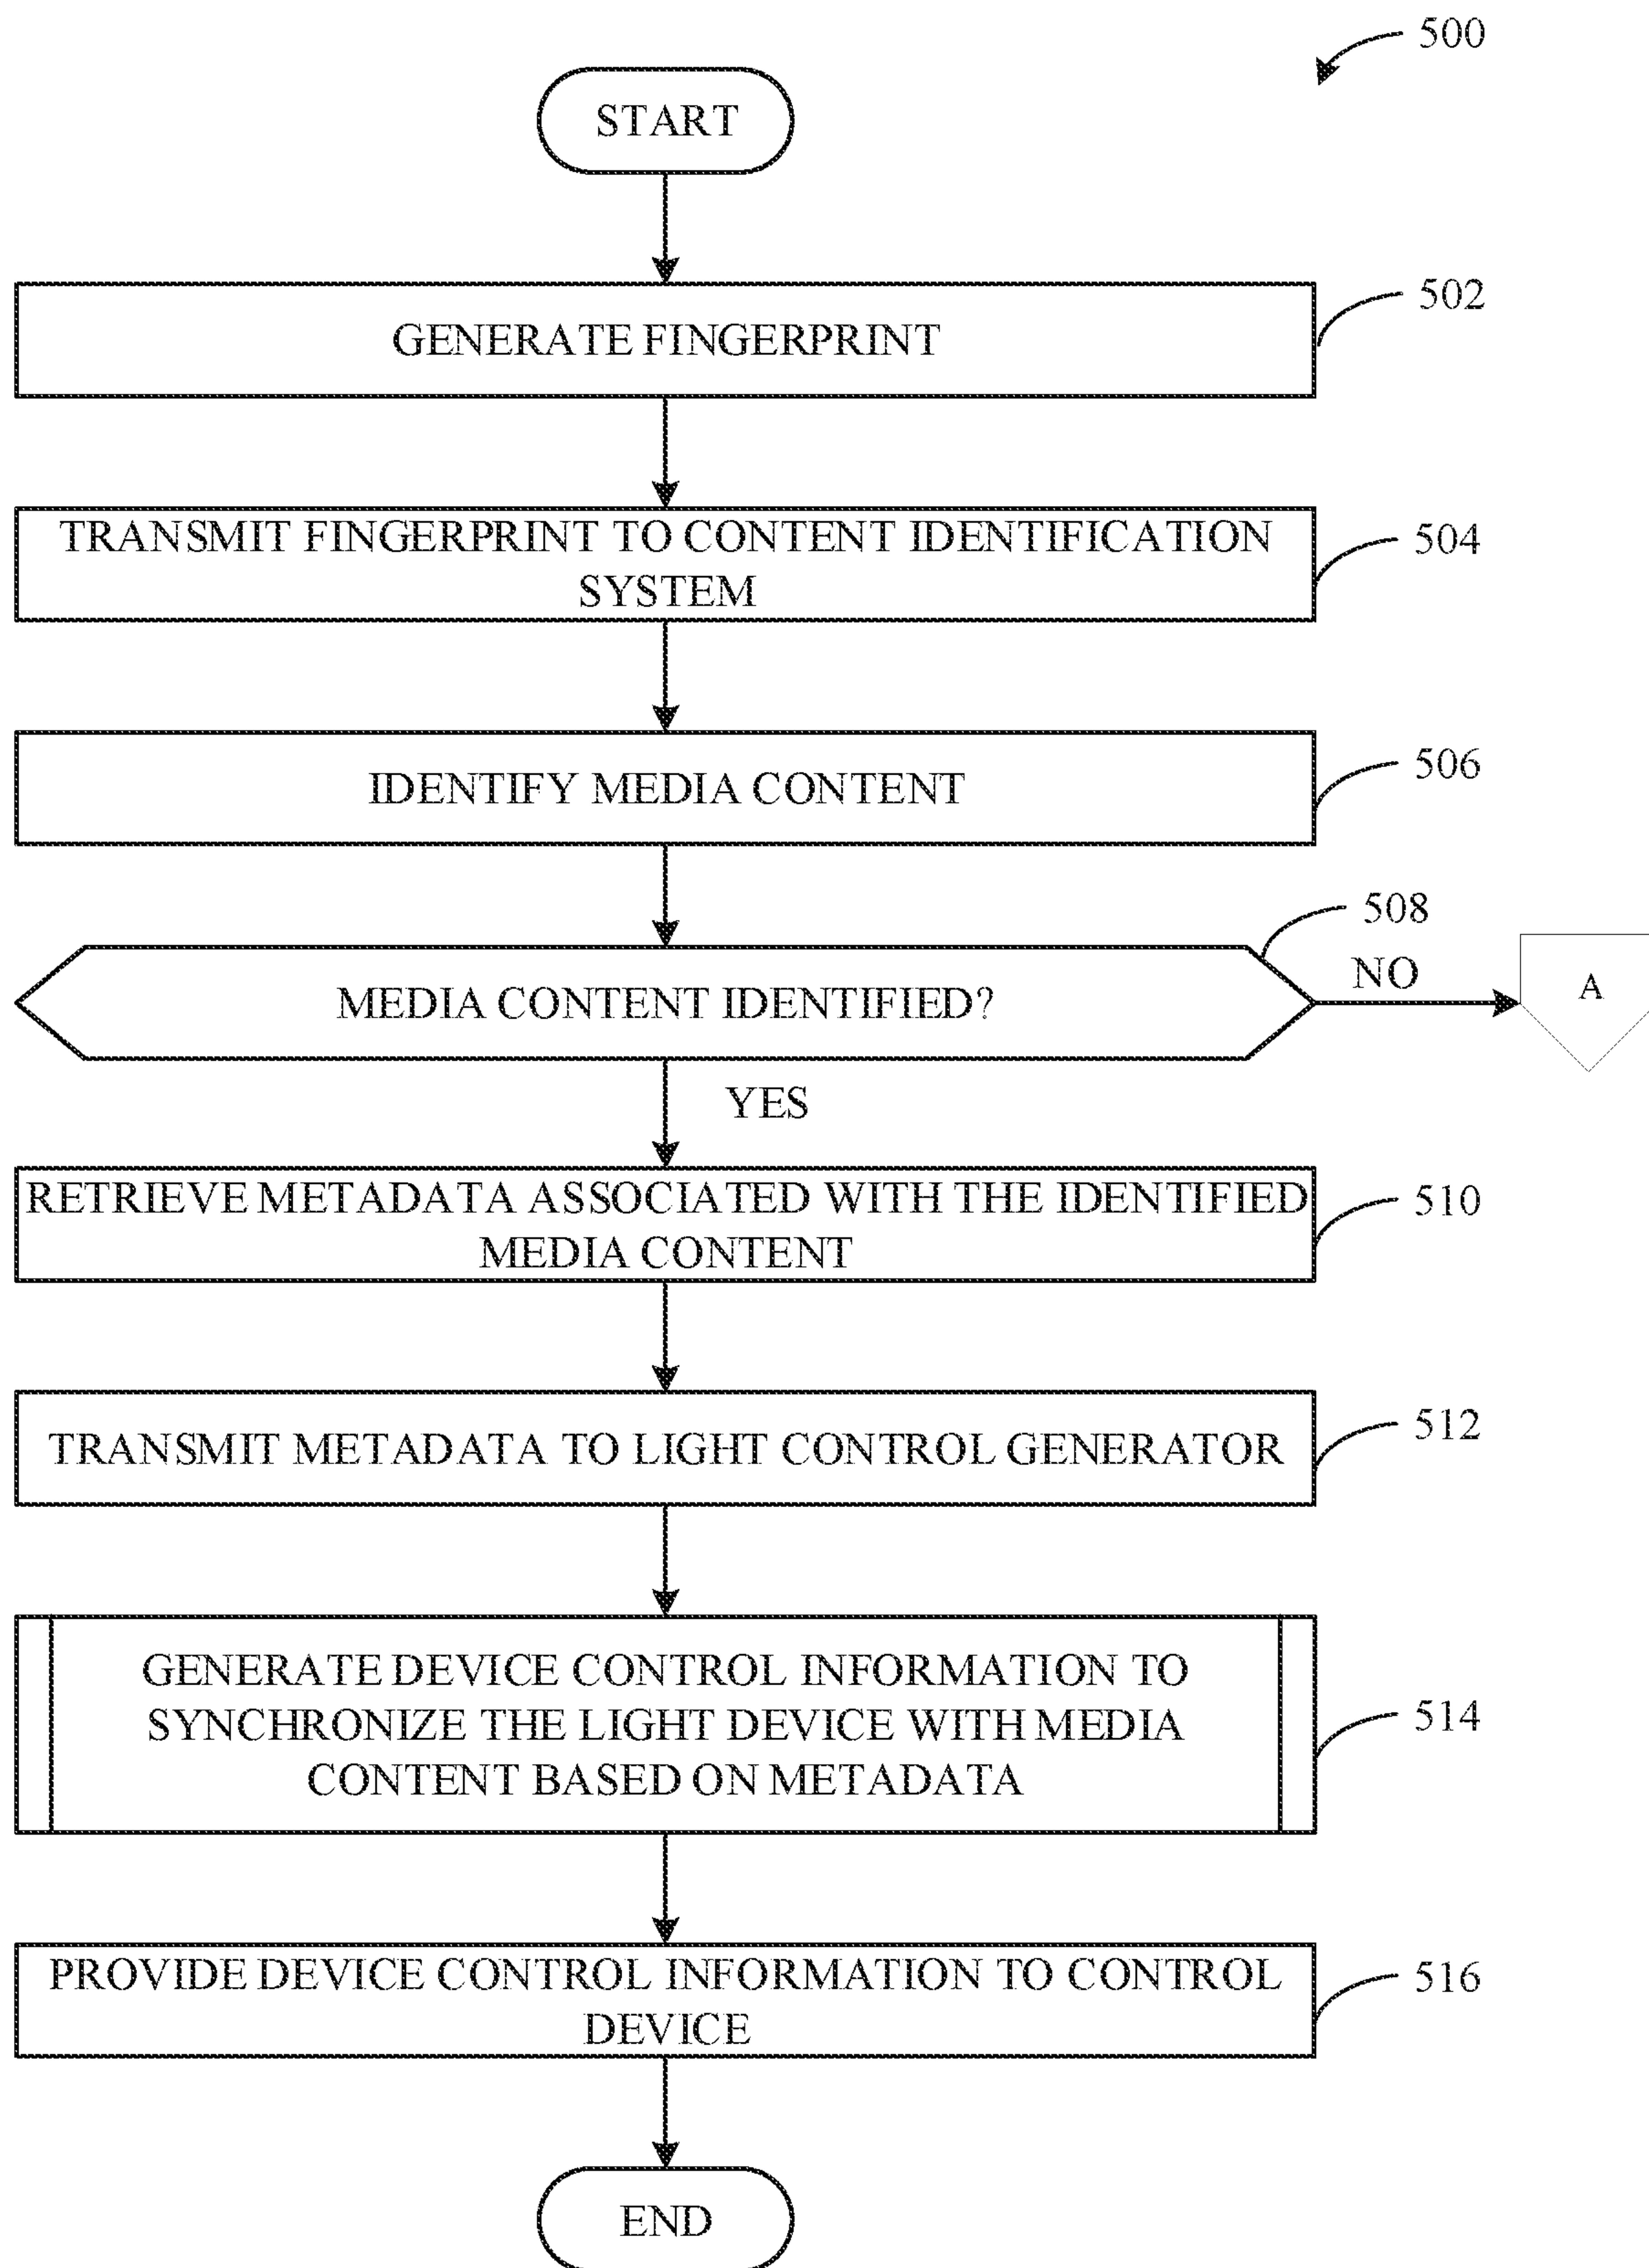 500
START
502
GENERATE FINGERPRINT
504
TRANSMIT FINGERPRINT TO CONTENT IDENTIFICATION
SYSTEM
506
IDENTIFY MEDIA CONTENT
508
MEDIA CONTENT IDENTIFIED?
NO
A
YES
510
RETRIEVE METADATA ASSOCIATED WITH THE IDENTIFIED
MEDIA CONTENT
512
TRANSMIT METADATA TO LIGHT CONTROL GENERATOR
514
GENERATE DEVICE CONTROL INFORMATION TO
SYNCHRONIZE THE LIGHT DEVICE WITH MEDIA
CONTENT BASED ON METADATA
516
PROVIDE DEVICE CONTROL INFORMATION TO CONTROL
DEVICE
END